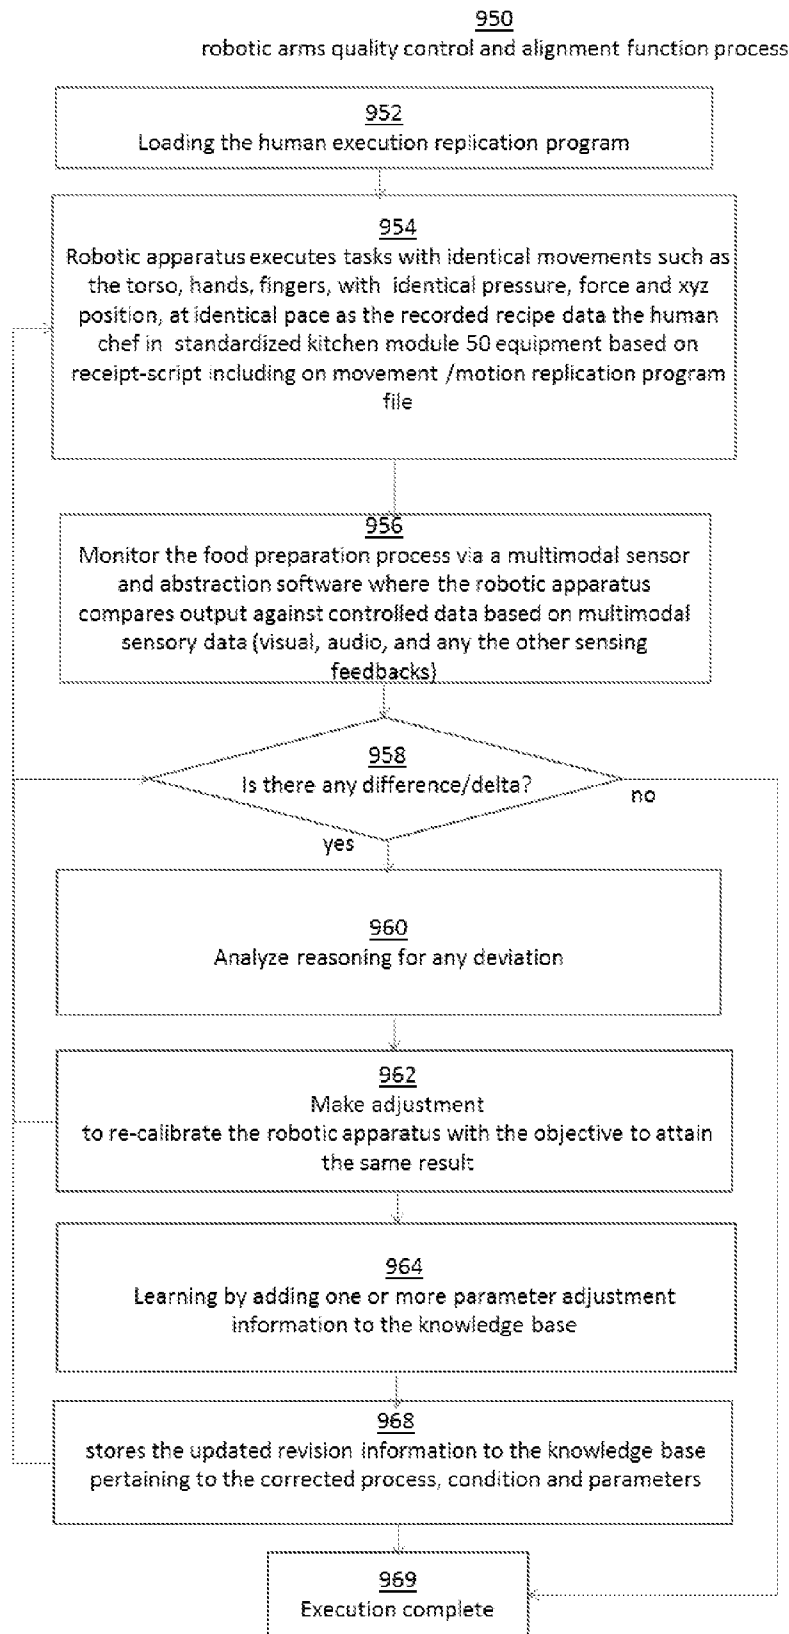 950
robotic arms quality control and alignment function process
952
Loading the human execution replication program
954
Robotic apparatus executes tasks with identical movements such as
the torso, hands, fingers, with identical pressure, force and xyz
position, at identical pace as the recorded recipe data the human
chef in standardized kitchen module 50 equipment based on
receipt-script including on movement /motion replication program
file
956
Monitor the food preparation process via a multimodal sensor
and abstraction software where the robotic apparatus
compares output against controlled data based on multimodal
sensory data (visual, audio, and any the other sensing
feedbacks)
958
Is there any difference/delta?
no
yes
960
Analyze reasoning for any deviation
962
Make adjustment
to re-calibrate the robotic apparatus with the objective to attain
the same result
964
Learning by adding one or more parameter adjustment
information to the knowledge base
968
stores the updated revision information to the knowledge base
pertaining to the corrected process, condition and parameters
969
Execution complete